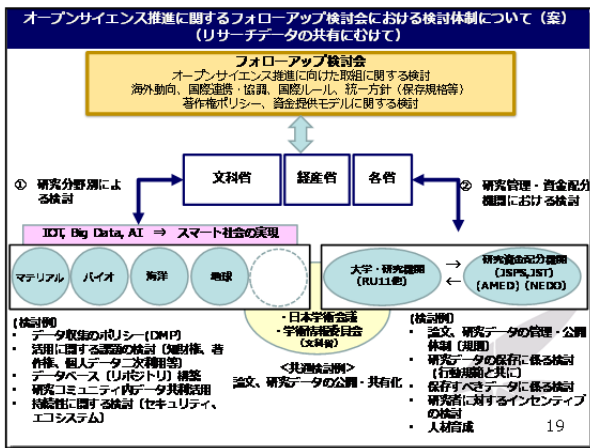 オープンサイエンス推進に関するフォローアップ検討会における検討体制について（案）
（リサーチデータの共有にむけて）
フォローアップ検討会
オープンサイエンス推進に向けた取組に関する検討
海外動向、国際連携・協調、国際ルール、統一方針（保存規格等）
著作権ポリシー、資金提供モデルに関する検討
文科省
経産省
各省
① 研究分野別によ
る検討
② 研究管理・資金配分
機関における検討
IOT, Big Data, AI ⇒ スマート社会の実現
マテリアル
バイオ
海洋
地球
大学・研究機関
(RU11他)
→
←
研究資金配分機関
(JSPS,JST)
(AMED) (NEDO)
・日本学術会議
・学術情報委員会
(文科省)
<共通検討例>
論文、研究データの公開・共有化
【検討例】
• データ収集のポリシー(DMP)
• 活用に関する課題の検討（知財権、著
作権、個人データ二次利用等）
• データベース（リポジトリ）構築
• 研究コミュニティ内データ共利活用
• 持続性に関する検討（セキュリティ、
エコシステム）
【検討例】
• 論文、研究データの管理・公開
体制（規則）
• 研究データの保存に係る検討
（行動規範と共に）
• 保存すべきデータに係る検討
• 研究者に対するインセンティブ
の検討
• 人材育成
19